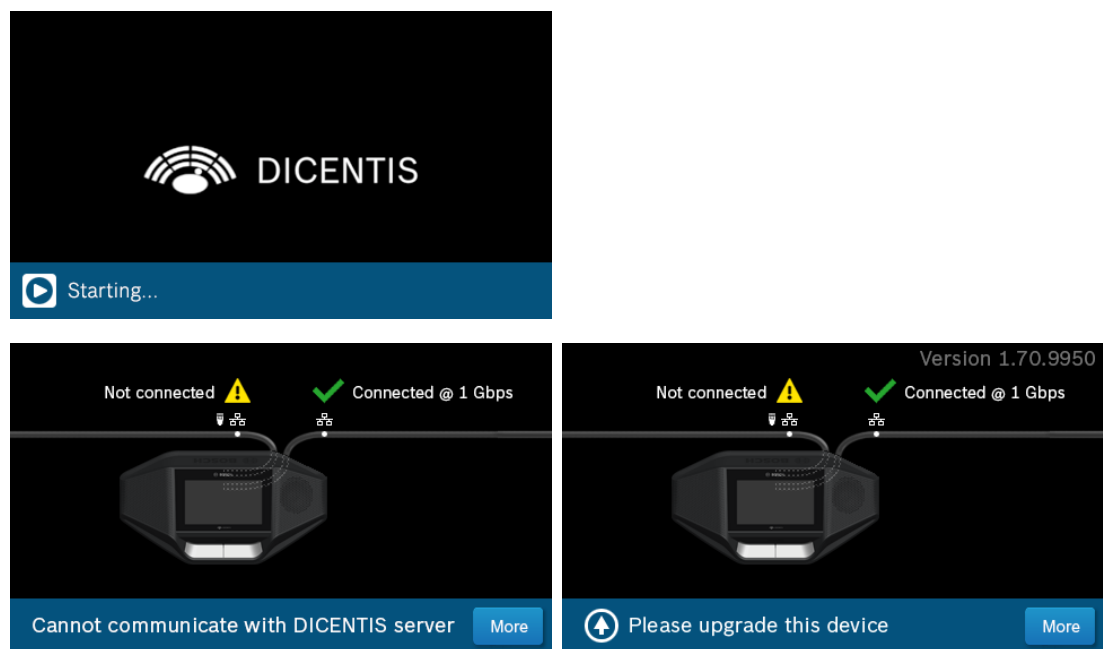 DICENTIS
Starting...
Not connected
Connected @ 1 Gbps
Cannot communicate with DICENTIS server
More
Version 1.70.9950
Not connected
Connected @ 1 Gbps
Please upgrade this device
More